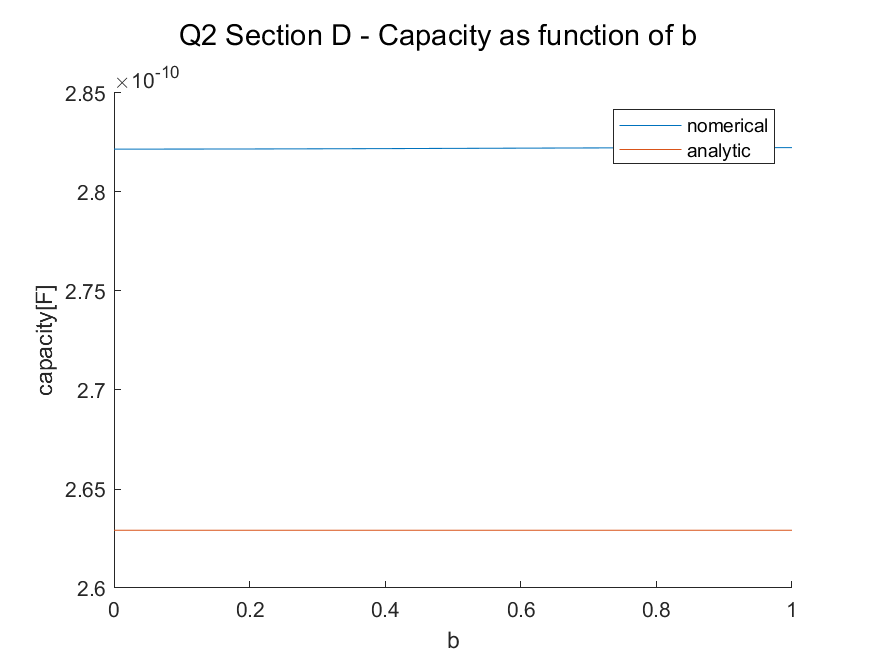 Q2 Section D - Capacity as function of b
×10-10
2.85
2.8
2.75
2.7
2.65
2.6
capacity[F]
nomerical
analytic
0
0.2
0.4
0.6
0.8
1
b